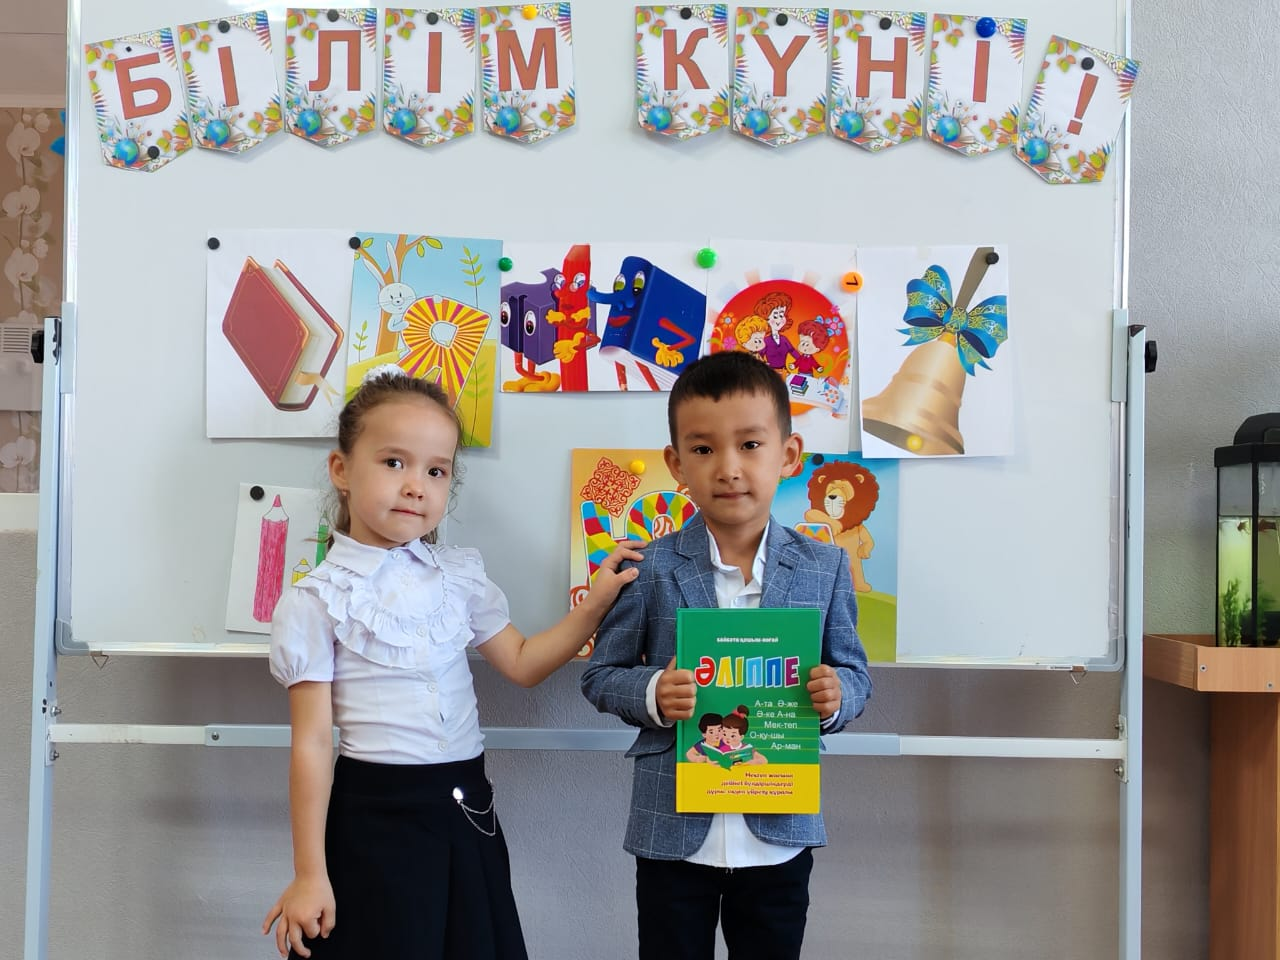 БІЛІМ КҮНІ!
ӘЛІППЕ
А-та Ә-же
Ә-ке А-на
Мек-теп
О-қу-шы
Ар-ман